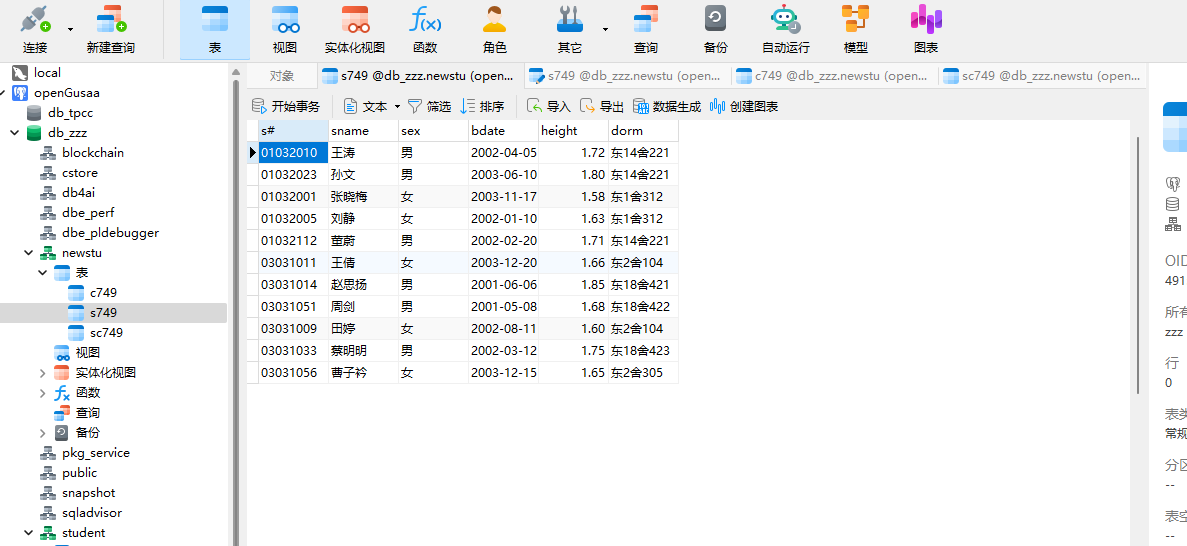 连接 新建查询 表 视图 实体化视图 f(x) 函数 角色 其它 查询 备份 自动运行 模型 图表
local
openGusaa
db_tpcc
db_zzz
blockchain
cstore
db4ai
dbe_perf
dbe_pldebugger
newstu
表
c749
s749
sc749
视图
实体化视图
fx 函数
查询
备份
pkg_service
public
snapshot
sqladvisor
student
对象 s749 @db_zzz.newstu (open... s749 @db_zzz.newstu (open... c749 @db_zzz.newstu (open... sc749 @db_zzz.newstu (open...
开始事务 文本 筛选 排序 导入 导出 数据生成 创建图表
s# sname sex bdate height dorm
01032010 王涛 男 2002-04-05 1.72 东14舍221
01032023 孙文 男 2003-06-10 1.80 东14舍221
01032001 张晓梅 女 2003-11-17 1.58 东1舍312
01032005 刘静 女 2002-01-10 1.63 东1舍312
01032112 董蔚 男 2002-02-20 1.71 东14舍221
03031011 王倩 女 2003-12-20 1.66 东2舍104
03031014 赵思扬 男 2001-06-06 1.85 东18舍421
03031051 周剑 男 2001-05-08 1.68 东18舍422
03031009 田婷 女 2002-08-11 1.60 东2舍104
03031033 蔡明明 男 2002-03-12 1.75 东18舍423
03031056 曹子衿 女 2003-12-15 1.65 东2舍305
OID
491
所有
zzz
行
0
表类
常规
分区
--
表空
--